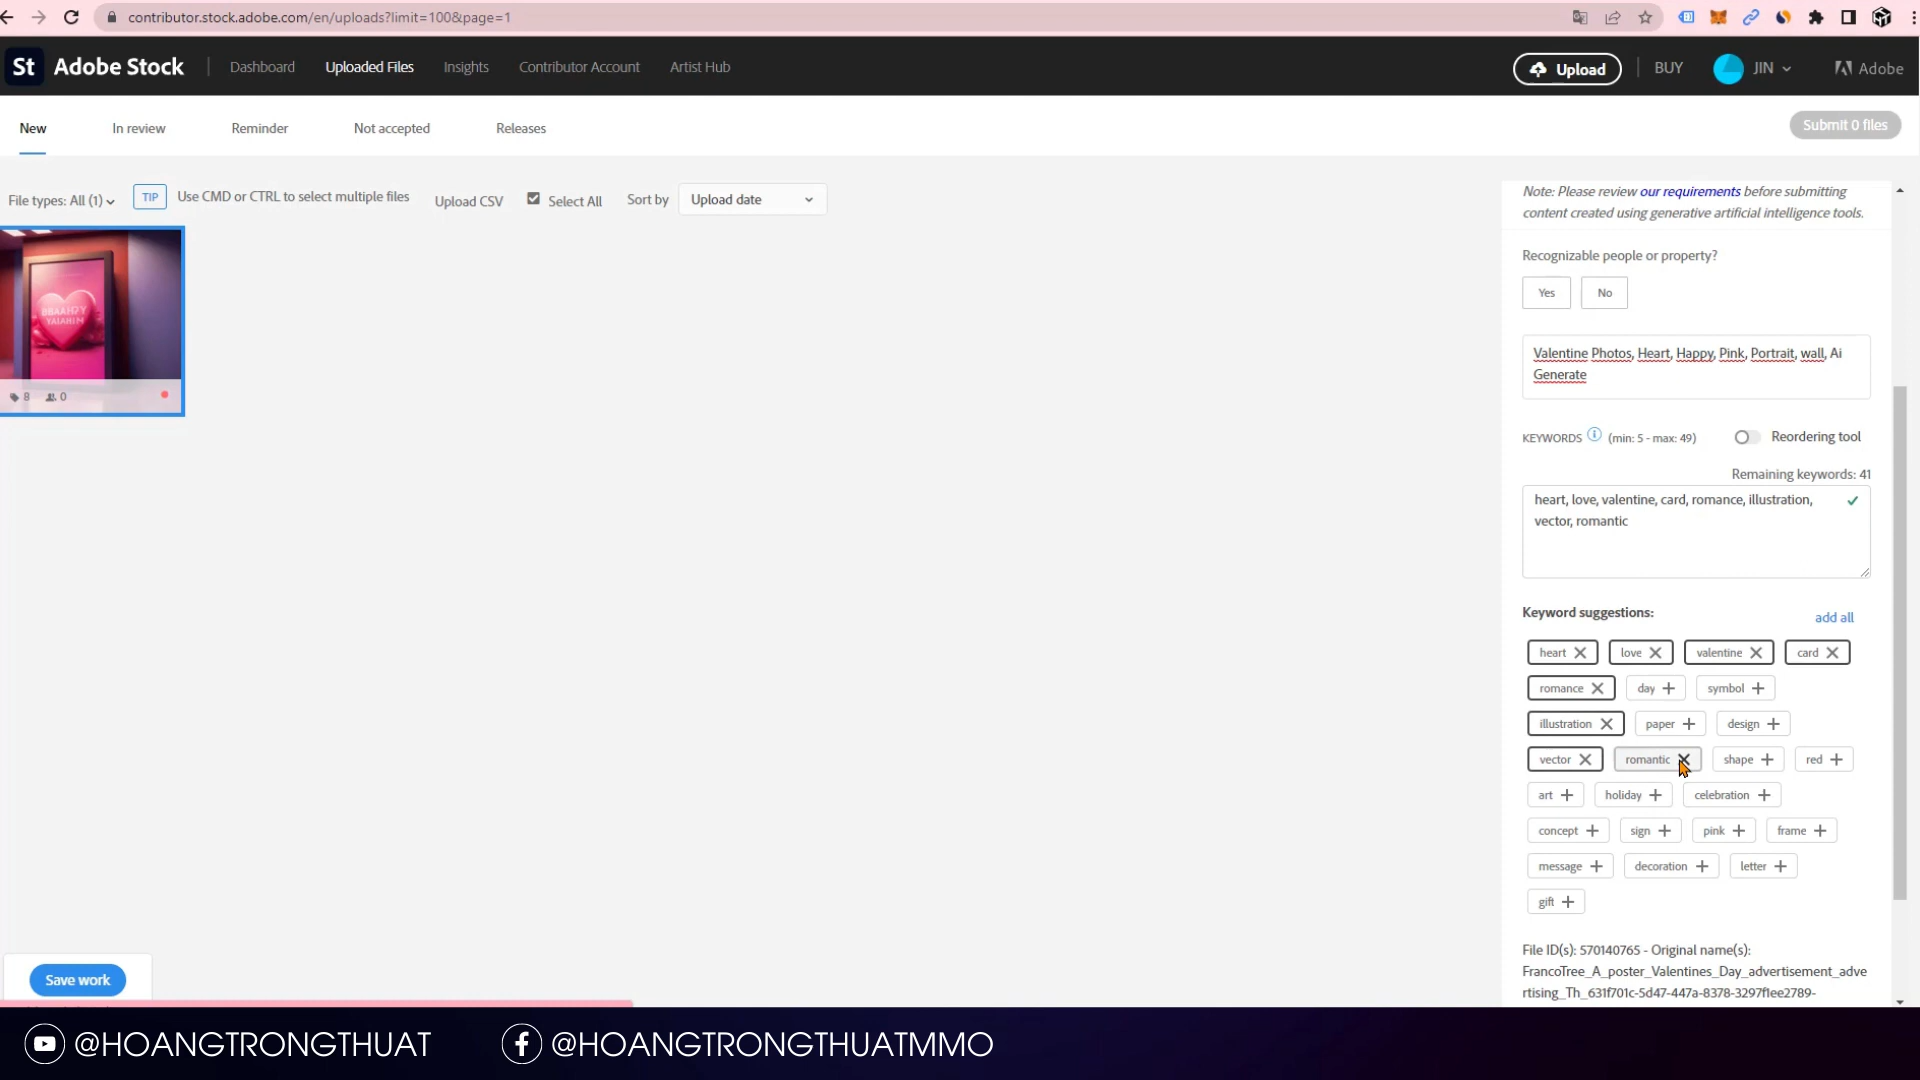 contributor.stock.adobe.com/en/uploads?limit=100&page=1
St Adobe Stock Dashboard Uploaded Files Insights Contributor Account Artist Hub Upload BUY JIN Adobe
New In review Reminder Not accepted Releases Submit 0 files
File types: All (1) TIP Use CMD or CTRL to select multiple files Upload CSV Select All Sort by Upload date
8 0
Note: Please review our requirements before submitting
content created using generative artificial intelligence tools.
Recognizable people or property?
Yes No
Valentine Photos, Heart, Happy, Pink, Portrait, wall, Ai
Generate
KEYWORDS (min: 5 - max: 49) Reordering tool
Remaining keywords: 41
heart, love, valentine, card, romance, illustration,
vector, romantic
Keyword suggestions: add all
heart love valentine card
romance day symbol
illustration paper design
vector romantic shape red
art holiday celebration
concept sign pink frame
message decoration letter
gift
File ID(s): 570140765 - Original name(s):
FrancoTree_A_poster_Valentines_Day_advertisement_adve
rtising_Th_631f701c-5d47-447a-8378-3297f1ee2789-
Save work
@HOANGTRONGTHUAT @HOANGTRONGTHUATMMO